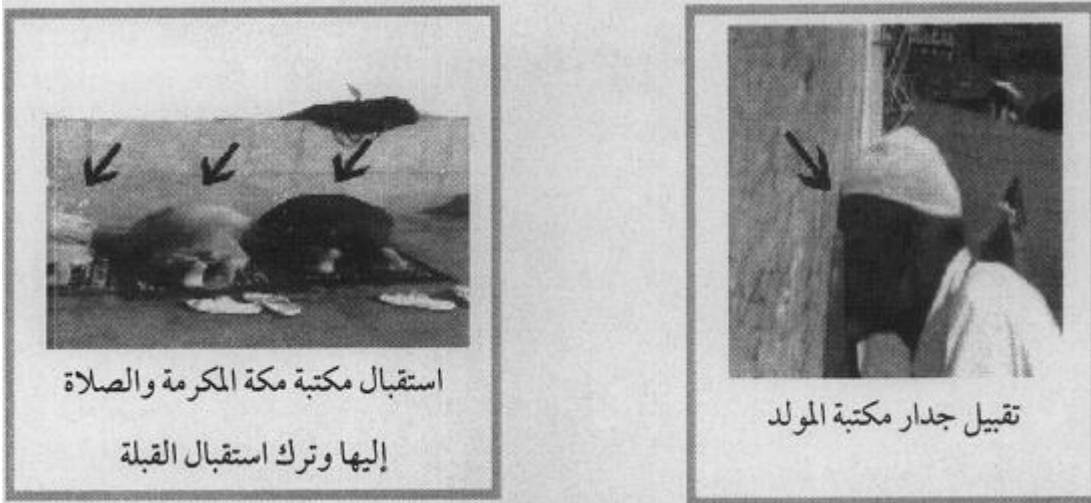 تقبيل جدار مكتبة المولد
استقبال مكتبة مكة المكرمة والصلاة
إليها وترك استقبال القبلة